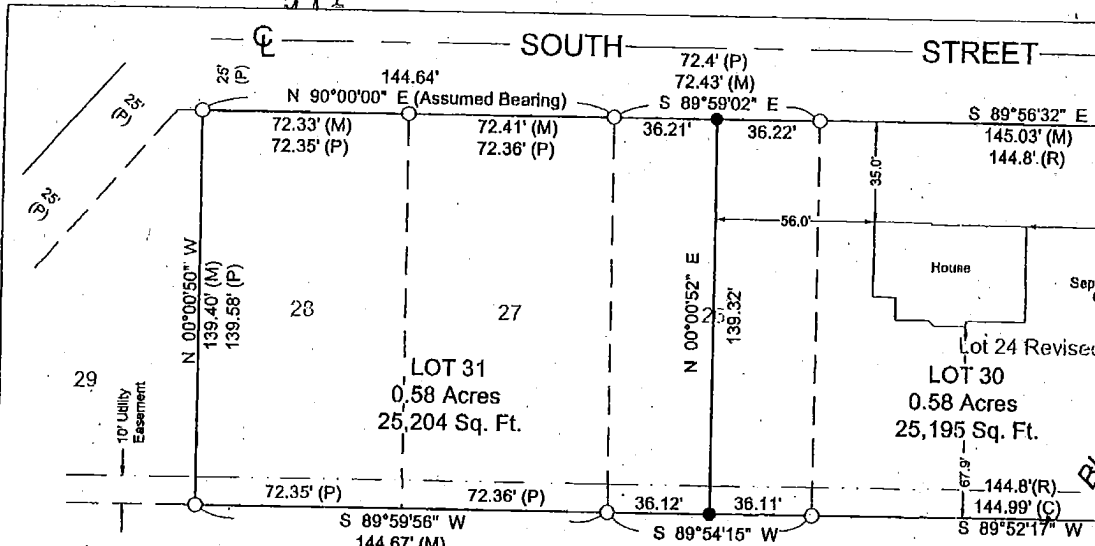 ℄ SOUTH STREET
25' (P)
25' (P)
25' (P)
144.64'
N 90°00'00" E (Assumed Bearing)
72.33' (M)
72.35' (P)
72.41' (M)
72.36' (P)
72.4' (P)
72.43' (M)
S 89°59'02" E
36.21'
36.22'
S 89°56'32" E
145.03' (M)
144.8' (R)
35.0'
56.0'
House
N 00°00'50" W
139.40' (M)
139.58' (P)
N 00°00'52" E
139.32'
28
27
29
Lot 24 Revised
LOT 31
0.58 Acres
25,204 Sq. Ft.
LOT 30
0.58 Acres
25,195 Sq. Ft.
67.9'
10' Utility
Easement
72.35' (P)
72.36' (P)
36.12'
36.11'
144.8'(R)
144.99' (C)
S 89°52'17" W
S 89°59'56" W
144.67' (M)
S 89°54'15" W